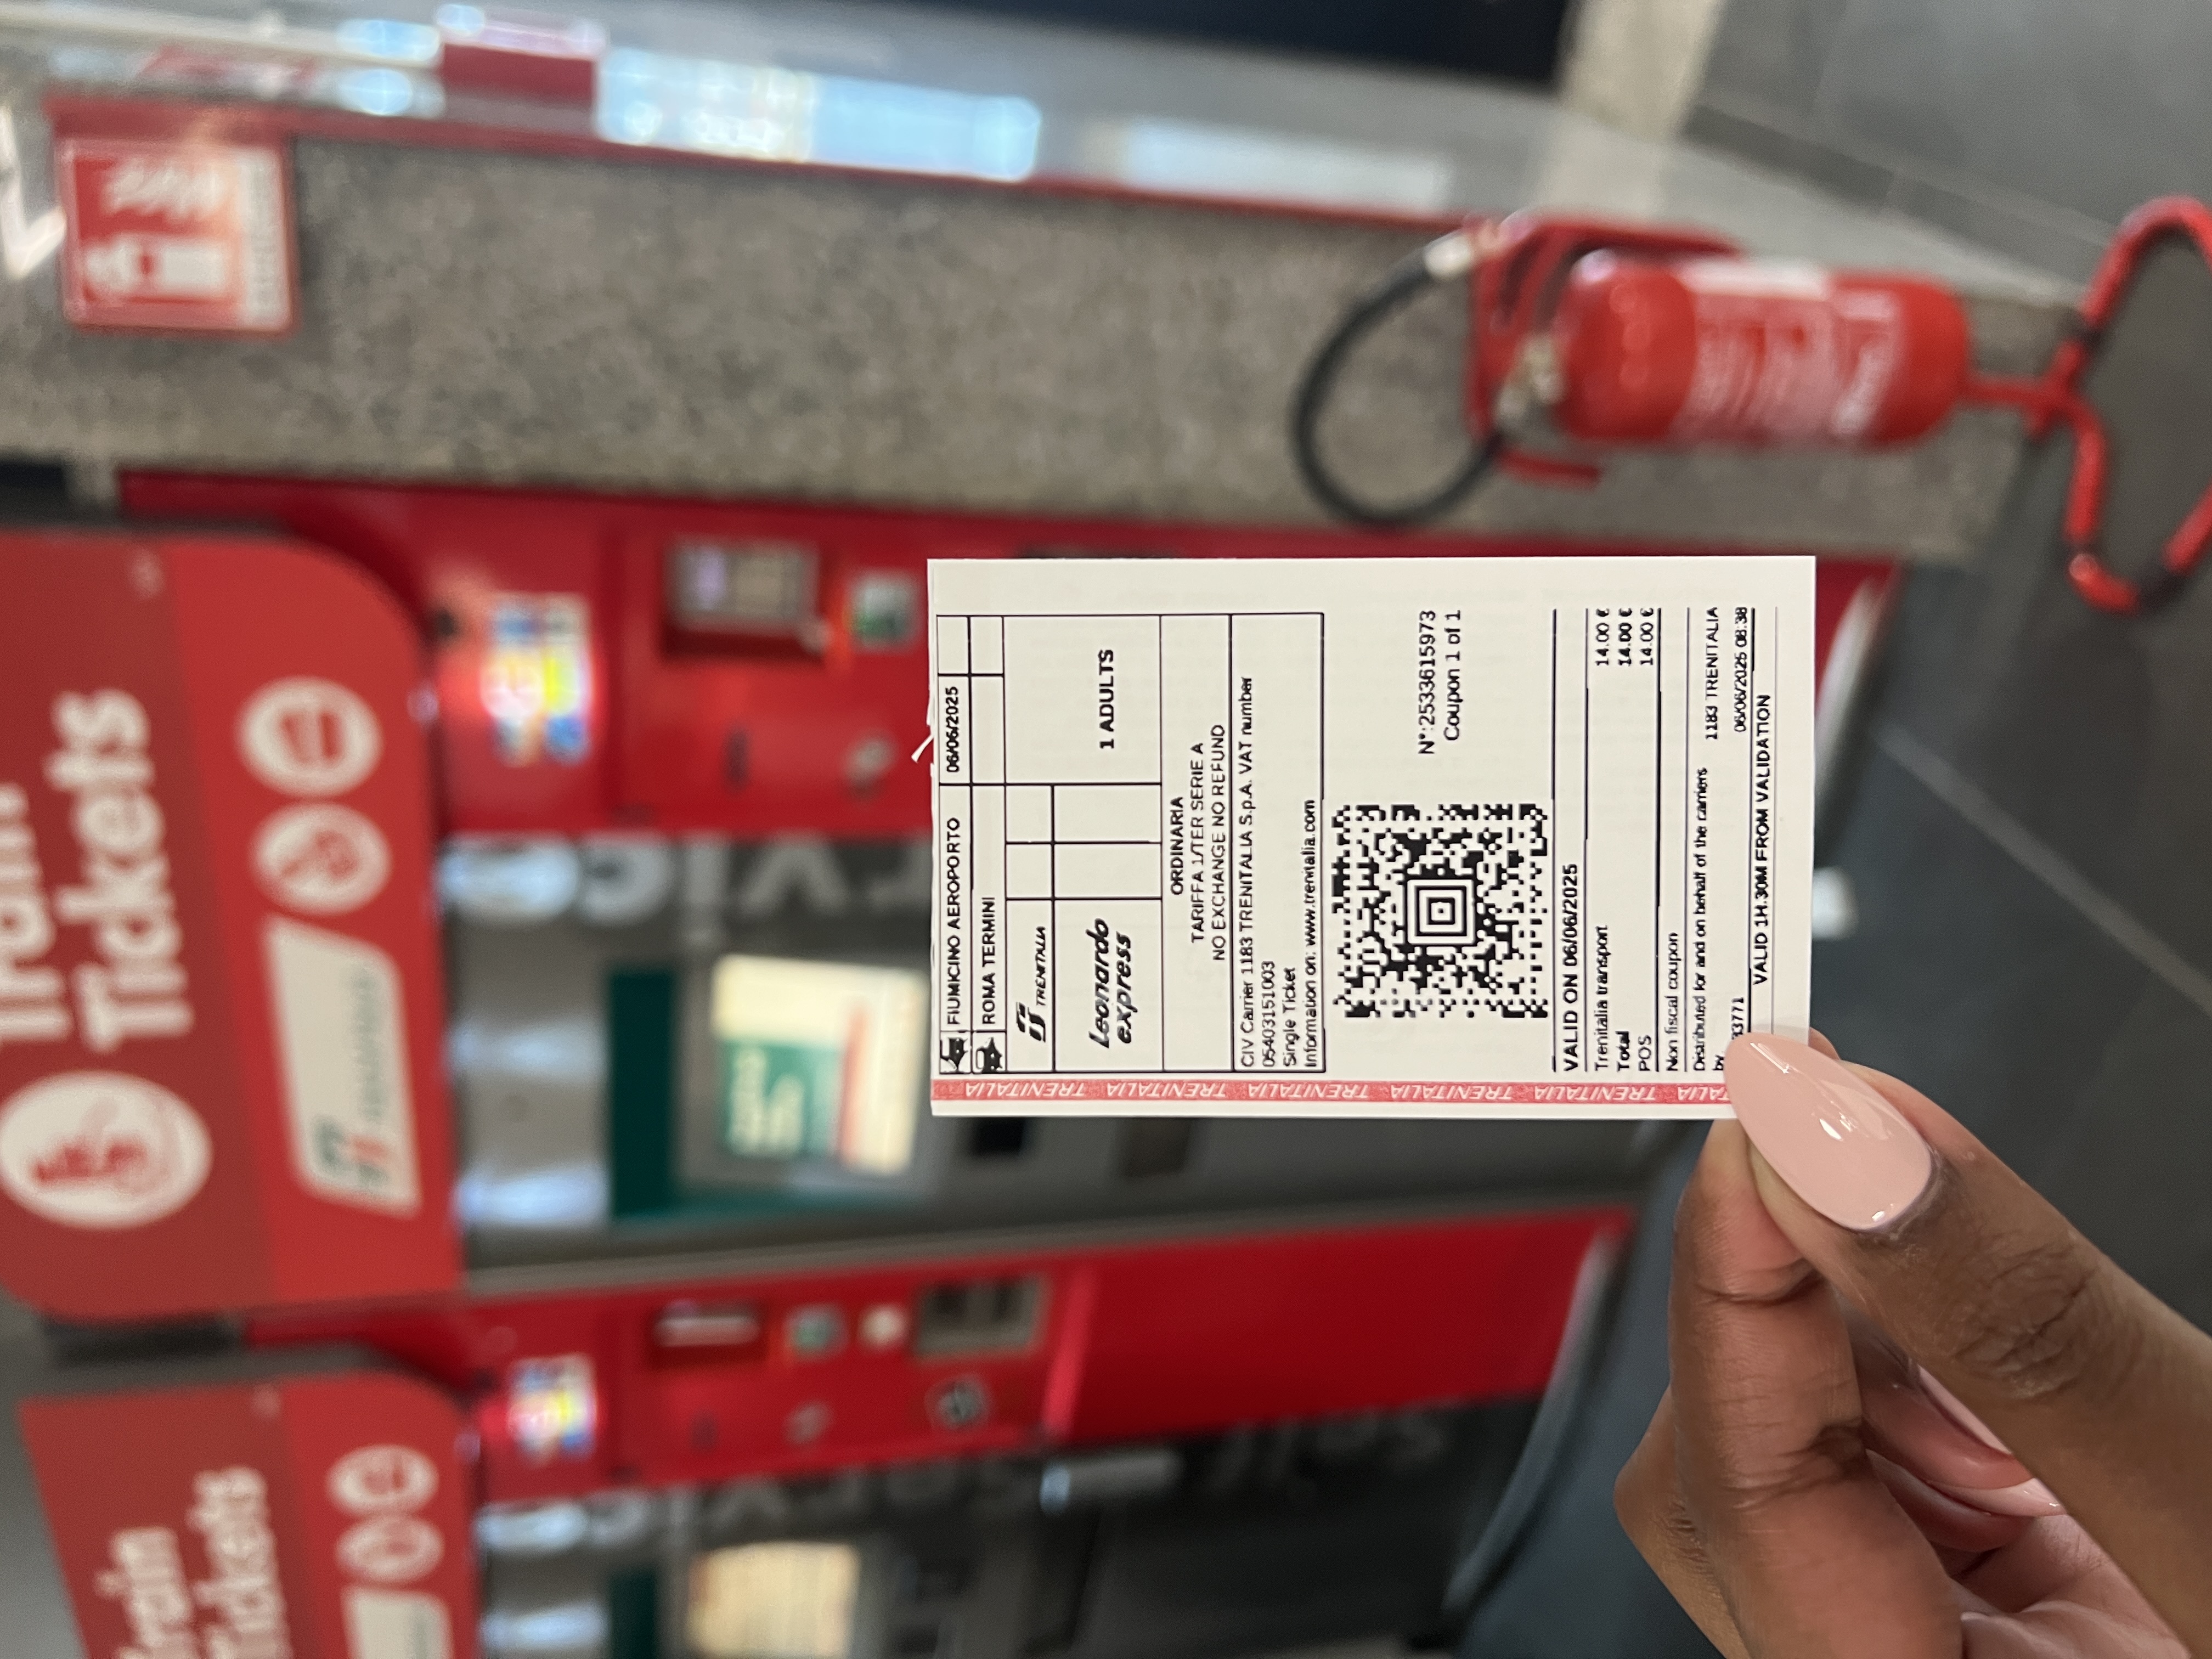 FIUMICINO AEROPORTO 06/06/2025
ROMA TERMINI
TRENITALIA
Leonardo
express
1 ADULTS
ORDINARIA
TARIFFA 1/TER SERIE A
NO EXCHANGE NO REFUND
CIV Carrier 1183 TRENITALIA S.p.A. VAT number
05403151003
Single Ticket
Information on: www.trenitalia.com
N°:2533615973
Coupon 1 of 1
VALID ON 06/06/2025
Trenitalia transport 14.00 €
Total 14.00 €
POS 14.00 €
Non fiscal coupon
Distributed for and on behalf of the carriers 1183 TRENITALIA
by 06/06/2025 08:38
VALID 1H.30M FROM VALIDATION
TRENITALIA TRENITALIA TRENITALIA TRENITALIA TRENITALIA
Train
Tickets
Train
Tickets